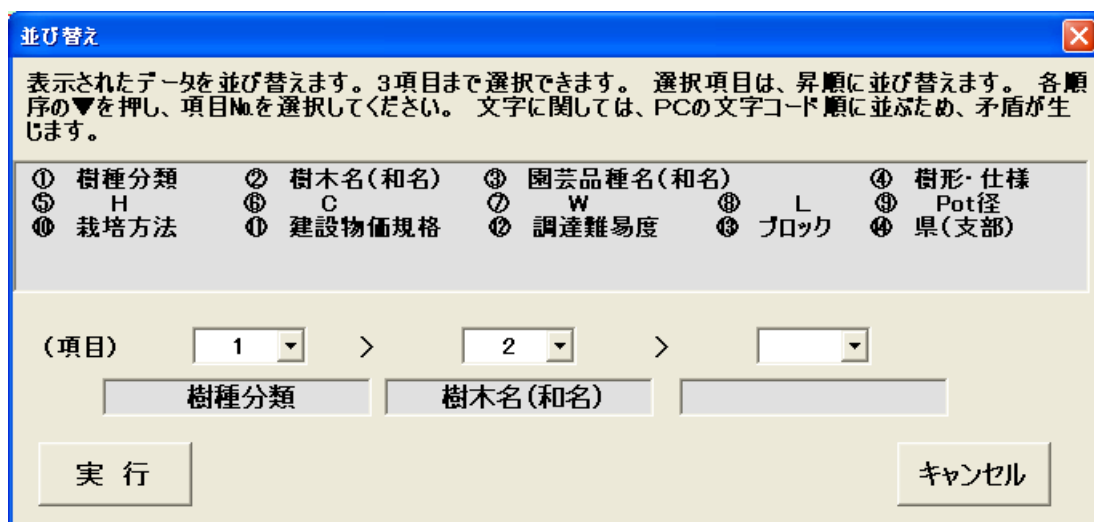 並び替え
表示されたデータを並び替えます。3項目まで選択できます。 選択項目は、昇順に並び替えます。 各順
序の▼を押し、項目№を選択してください。 文字に関しては、PCの文字コード順に並ぶため、矛盾が生
じます。
① 樹種分類 ② 樹木名(和名) ③ 園芸品種名(和名) ④ 樹形・仕様
⑤ H ⑥ C ⑦ W ⑧ L ⑨ Pot径
⑩ 栽培方法 ⑪ 建設物価規格 ⑫ 調達難易度 ⑬ ブロック ⑭ 県(支部)
(項目) 1 > 2 >
樹種分類 樹木名(和名)
実 行 キャンセル